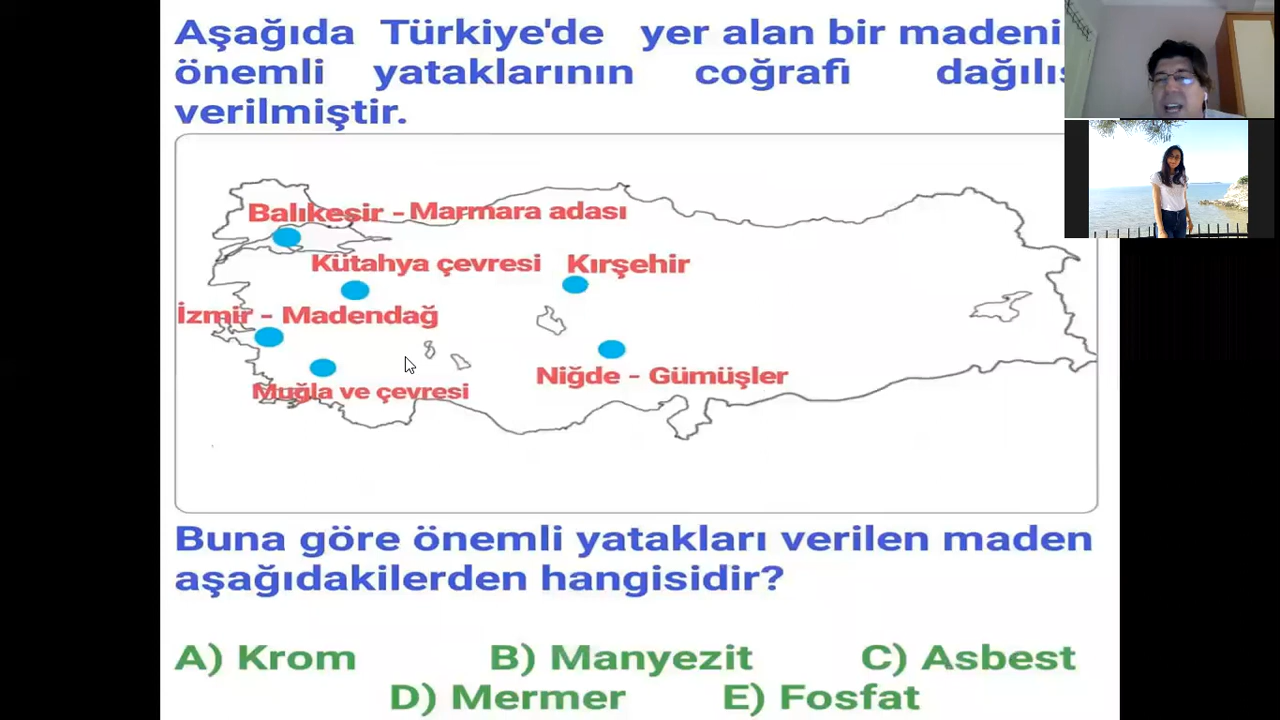 Aşağıda Türkiye'de yer alan bir madeni
önemli yataklarının coğrafi
verilmiştir.
Balıkesir - Marmara adası
Kütahya çevresi Kırşehir
İzmir - Madendağ
Niğde - Gümüşler
Muğla ve çevresi
Buna göre önemli yatakları verilen maden
aşağıdakilerden hangisidir?
A) Krom B) Manyezit C) Asbest
D) Mermer E) Fosfat